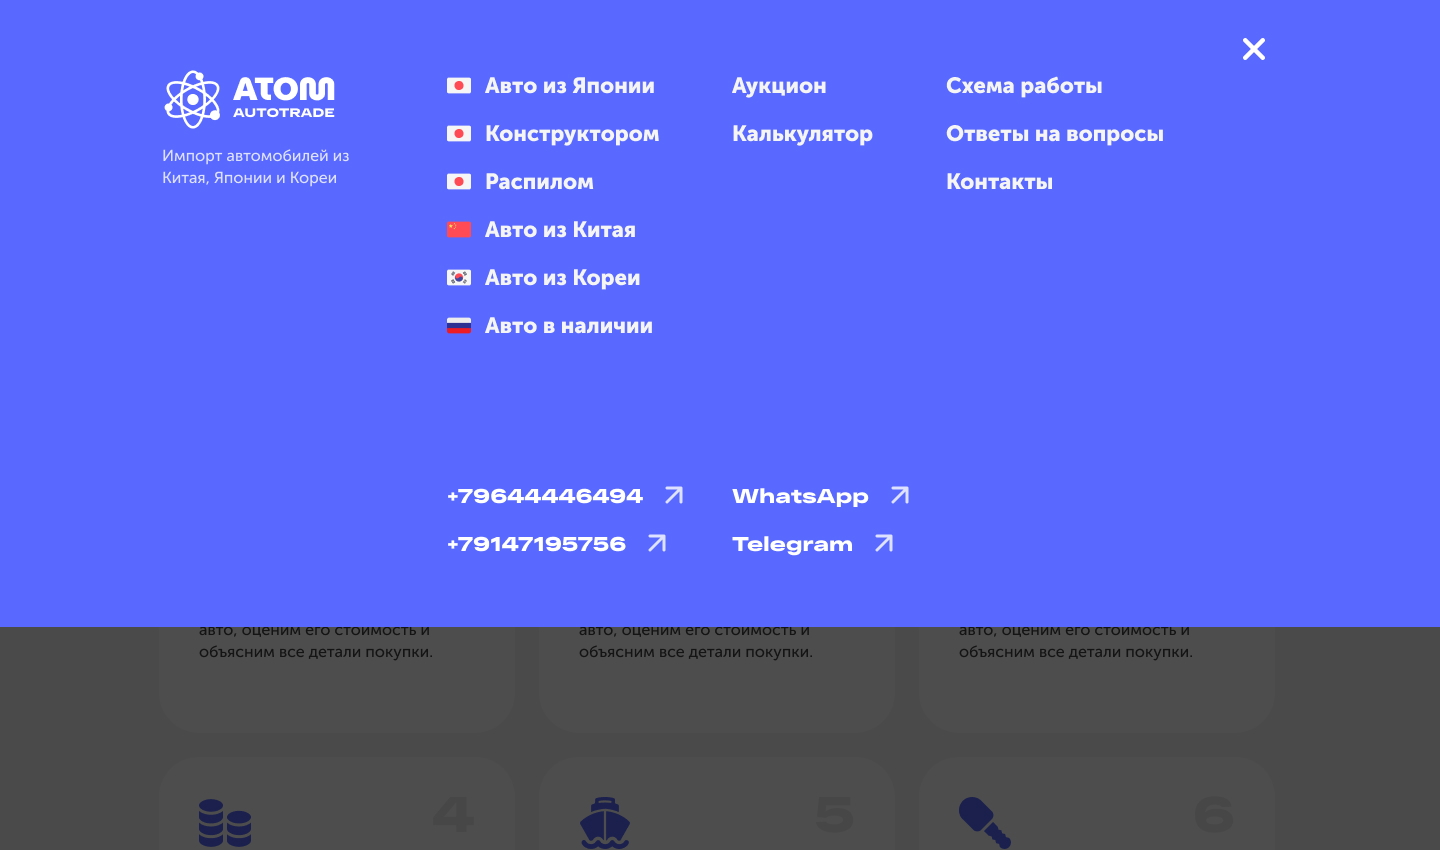 ATOM
AUTOTRADE
Импорт автомобилей из
Китая, Японии и Кореи
Авто из Японии
Конструктором
Распилом
Авто из Китая
Авто из Кореи
Авто в наличии
Аукцион
Калькулятор
Схема работы
Ответы на вопросы
Контакты
+79644446494
+79147195756
WhatsApp
Telegram
авто, оценим его стоимость и
объясним все детали покупки.
авто, оценим его стоимость и
объясним все детали покупки.
авто, оценим его стоимость и
объясним все детали покупки.
4
5
6